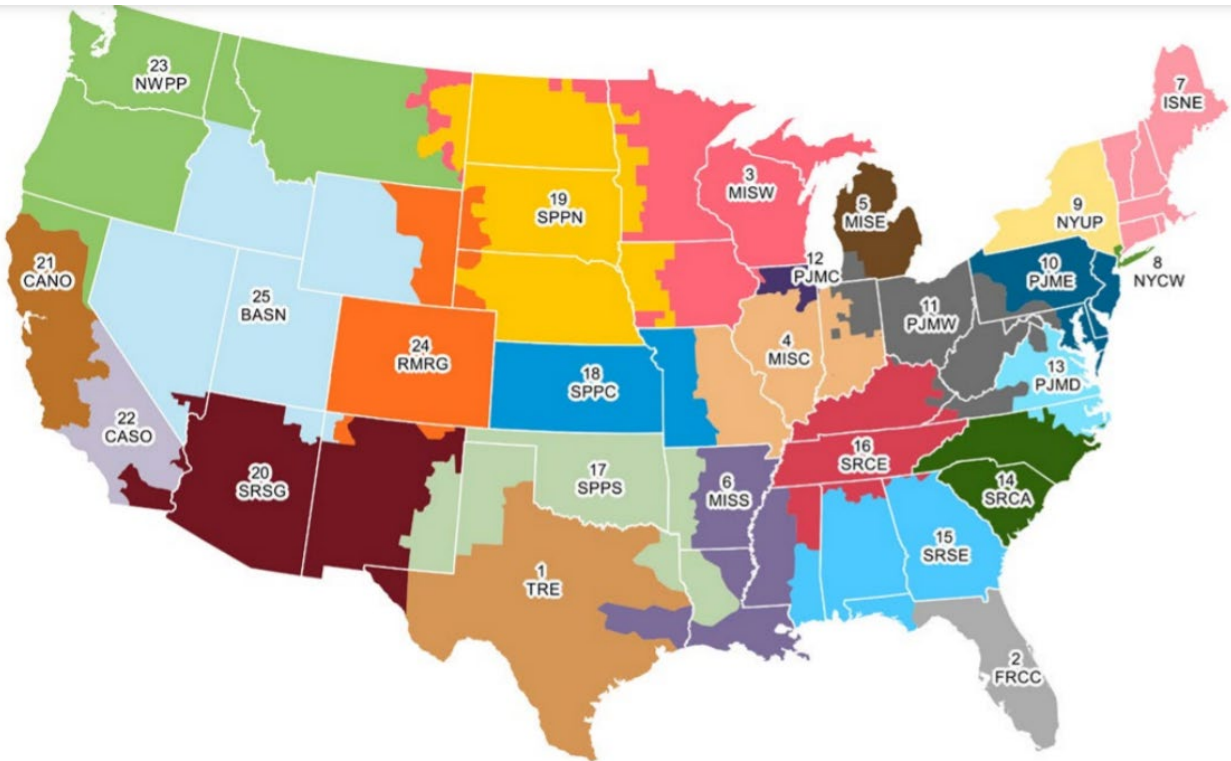 23
NWPP
7
ISNE
3
MISW
19
SPPN
5
MISE
9
NYUP
21
CANO
12
PJMC
10
PJME
8
NYCW
25
BASN
11
PJMW
24
RMRG
4
MISC
18
SPPC
13
PJMD
22
CASO
16
SRCE
20
SRSG
17
SPPS
6
MISS
14
SRCA
15
SRSE
1
TRE
2
FRCC